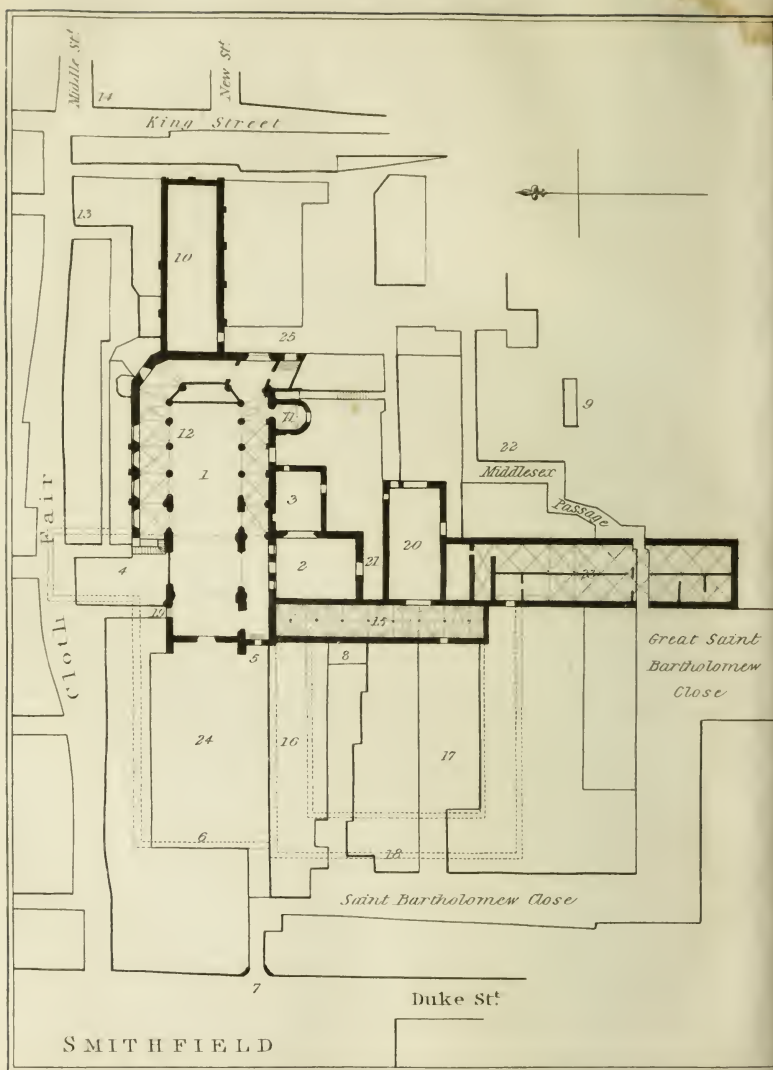 Middle St.
New St.
14
King Street
13
10
25
11
9
12
1
22
Middlesex
Passage
3
Cloth Fair
2
21
20
23
4
19
15
5
8
Great Saint
Bartholomew
Close
24
16
17
6
18
Saint Bartholomew Close
7
Duke St.
SMITHFIELD